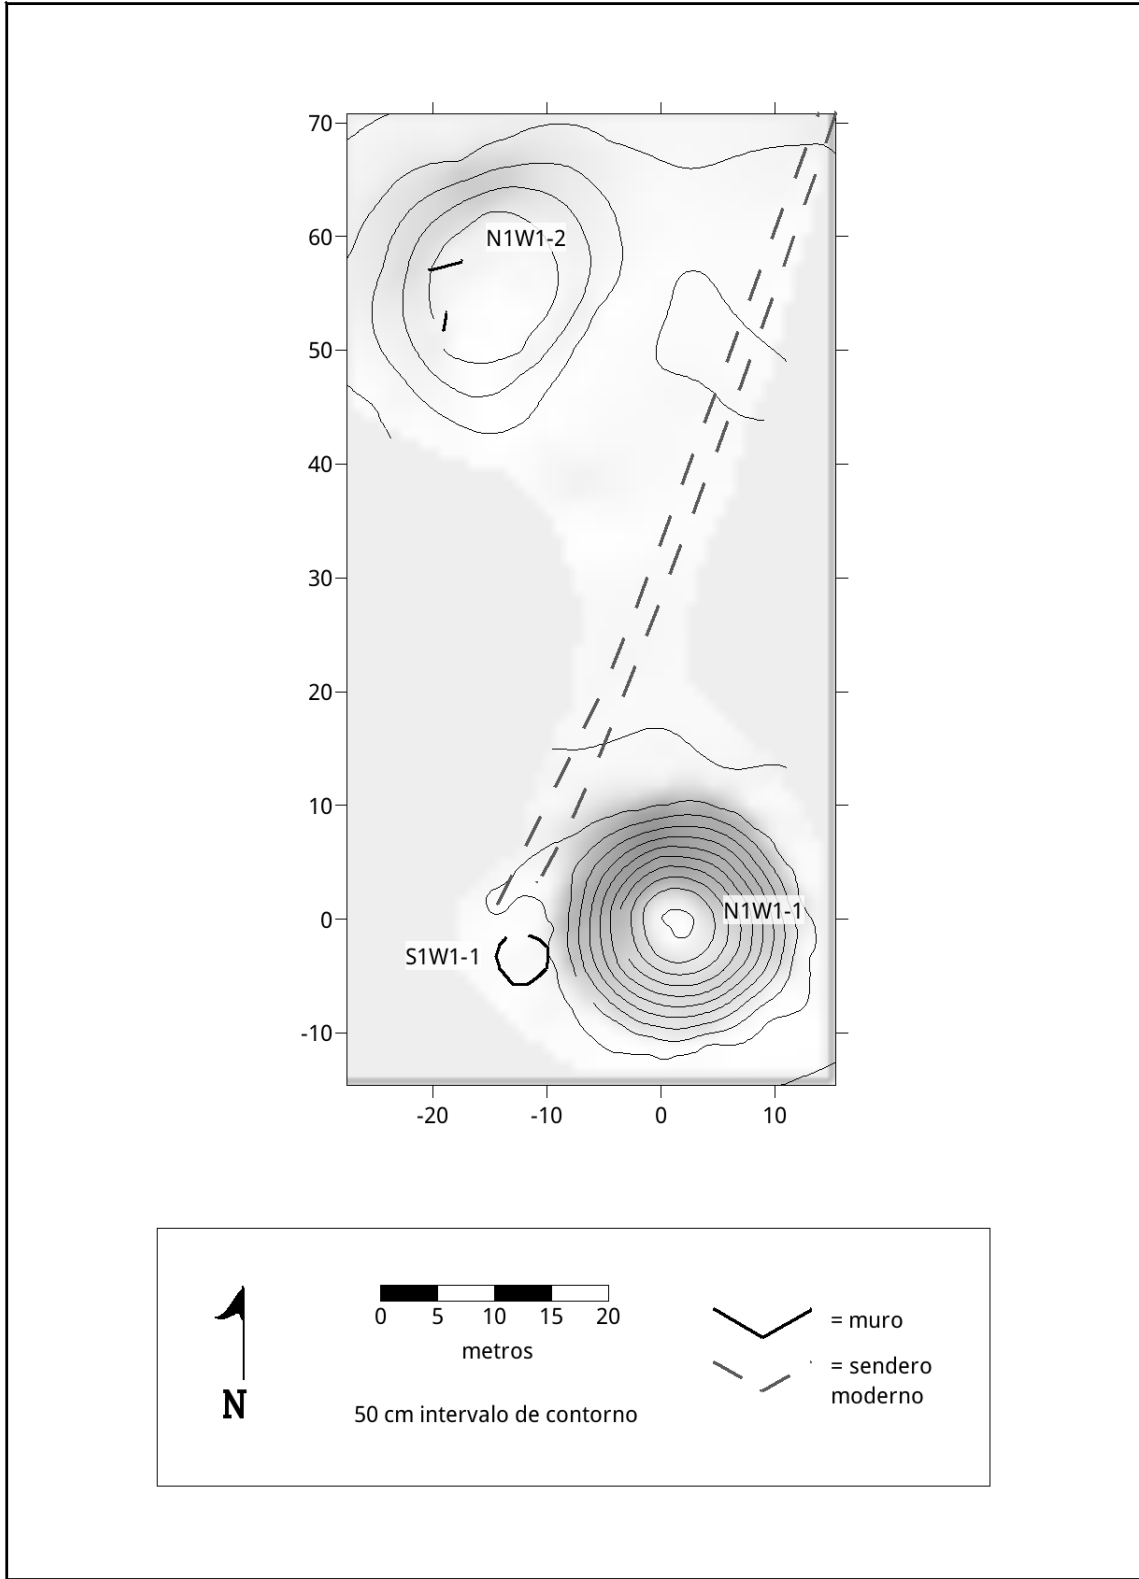 70
60
N1W1-2
50
40
30
20
10
0
N1W1-1
S1W1-1
-10
-20 -10 0 10
0 5 10 15 20
metros
50 cm intervalo de contorno
N
= muro
= sendero
moderno